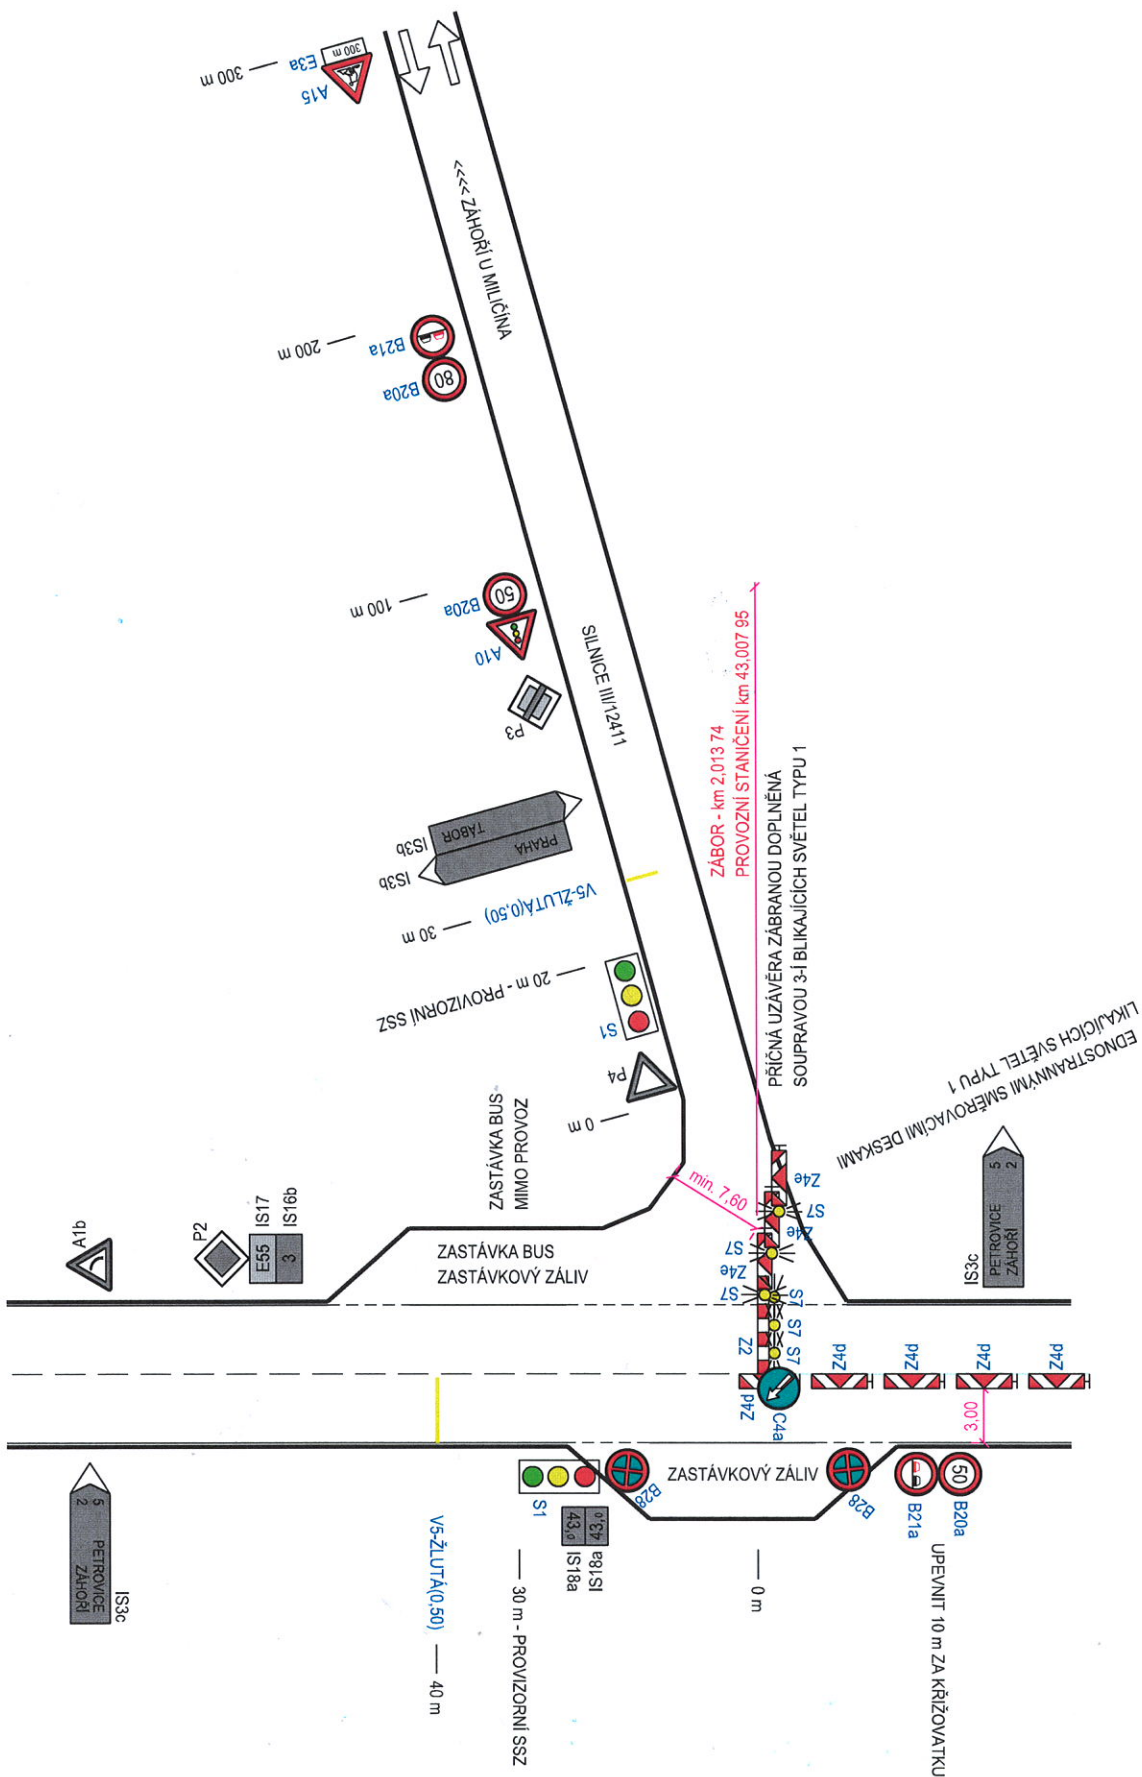 300 m
E3a
300 m
A15
<<<< ZÁHOŘÍ U MILIČÍNA
200 m
B21a
B20a
80
100 m
B20a
50
A10
P3
SILNICE III/12411
IS3b
TÁBOR
IS3b
PRAHA
V5-ŽLUTÁ(0,50)
30 m
20 m - PROVIZORNÍ SSZ
S1
P4
0 m
ZÁBOR - km 2,013 74
PROVOZNÍ STANIČENÍ km 43,007 95
PŘÍČNÁ UZÁVĚRA ZÁBRANOU DOPLNĚNÁ
SOUPRAVOU 3-Í BLIKAJÍCÍCH SVĚTEL TYPU 1
EDNOSTRANNÝMI SMĚROVACÍMI DESKAMI
LIKAJÍCÍCH SVĚTEL TYPU 1
ZASTÁVKA BUS
MIMO PROVOZ
min. 7,60
A1b
P2
IS17
E55
IS16b
3
ZASTÁVKA BUS
ZASTÁVKOVÝ ZÁLIV
Z4e
S7
Z4e
S7
Z4e
S7
S7
S7
S7
Z2
Z4d
C4a
IS3c
PETROVICE 5
ZÁHOŘÍ 2
Z4d
Z4d
Z4d
Z4d
3,00
IS3c
PETROVICE 5
ZÁHOŘÍ 2
V5-ŽLUTÁ(0,50)
40 m
S1
30 m - PROVIZORNÍ SSZ
43,0
43,0
IS18a
IS18a
B28
ZASTÁVKOVÝ ZÁLIV
B28
0 m
B21a
50
B20a
UPEVNIT 10 m ZA KŘIŽOVATKU